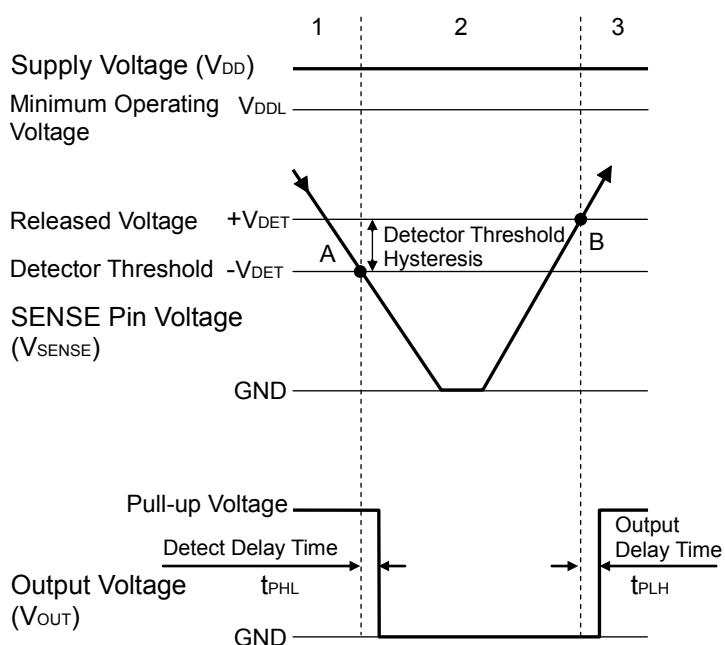 1 2 3
Supply Voltage (VDD)
Minimum Operating VDDL
Voltage
Released Voltage +VDET
Detector Threshold
Hysteresis
A
B
Detector Threshold -VDET
SENSE Pin Voltage
(VSENSE)
GND
Pull-up Voltage
Detect Delay Time
tPHL
Output
Delay Time
tPLH
Output Voltage
(VOUT)
GND